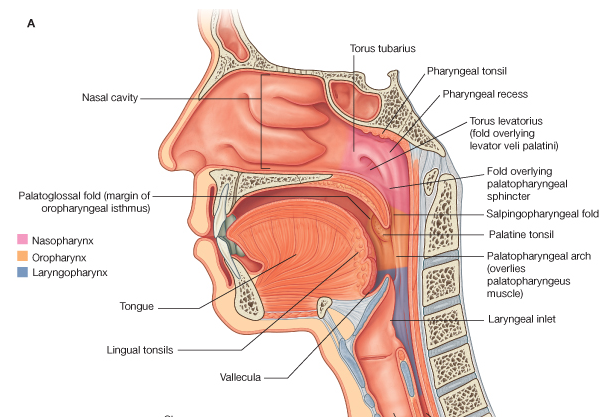 A
Torus tubarius
Pharyngeal tonsil
Nasal cavity
Pharyngeal recess
Torus levatorius
(fold overlying
levator veli palatini)
Fold overlying
palatopharyngeal
sphincter
Palatoglossal fold (margin of
oropharyngeal isthmus)
Salpingopharyngeal fold
Palatine tonsil
Nasopharynx
Oropharynx
Laryngopharynx
Palatopharyngeal arch
(overlies
palatopharyngeus
muscle)
Tongue
Laryngeal inlet
Lingual tonsils
Vallecula